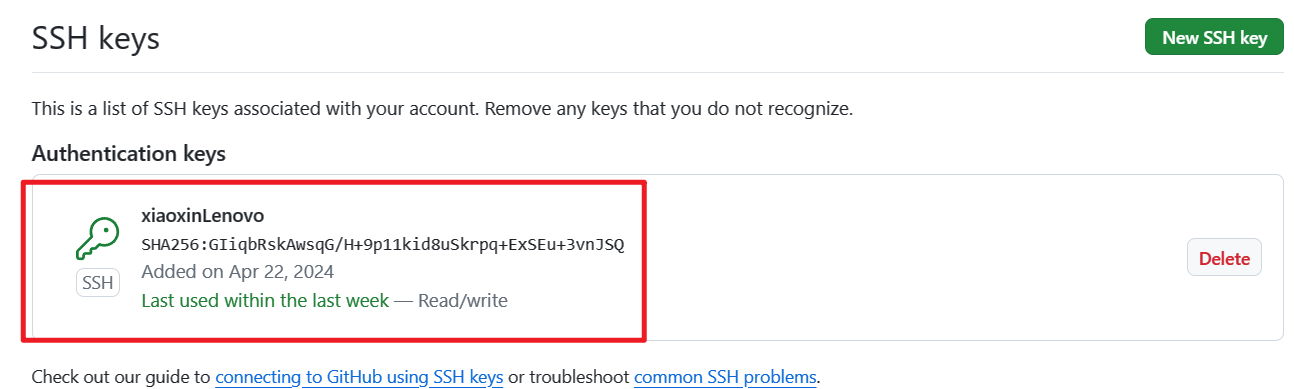 SSH keys
New SSH key
This is a list of SSH keys associated with your account. Remove any keys that you do not recognize.
Authentication keys
xiaoxinLenovo
SHA256:GIiqbRskAwsqG/H+9p11kid8uSkrpq+ExSEu+3vnJSQ
Added on Apr 22, 2024
SSH
Last used within the last week — Read/write
Delete
Check out our guide to connecting to GitHub using SSH keys or troubleshoot common SSH problems.